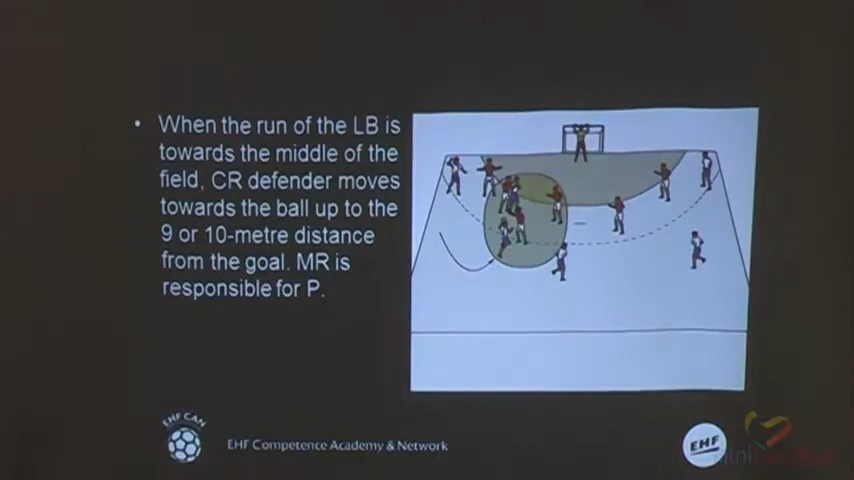 • When the run of the LB is
towards the middle of the
field, CR defender moves
towards the ball up to the
9 or 10-metre distance
from the goal. MR is
responsible for P.
EHF CAN
EHF Competence Academy & Network
EHF